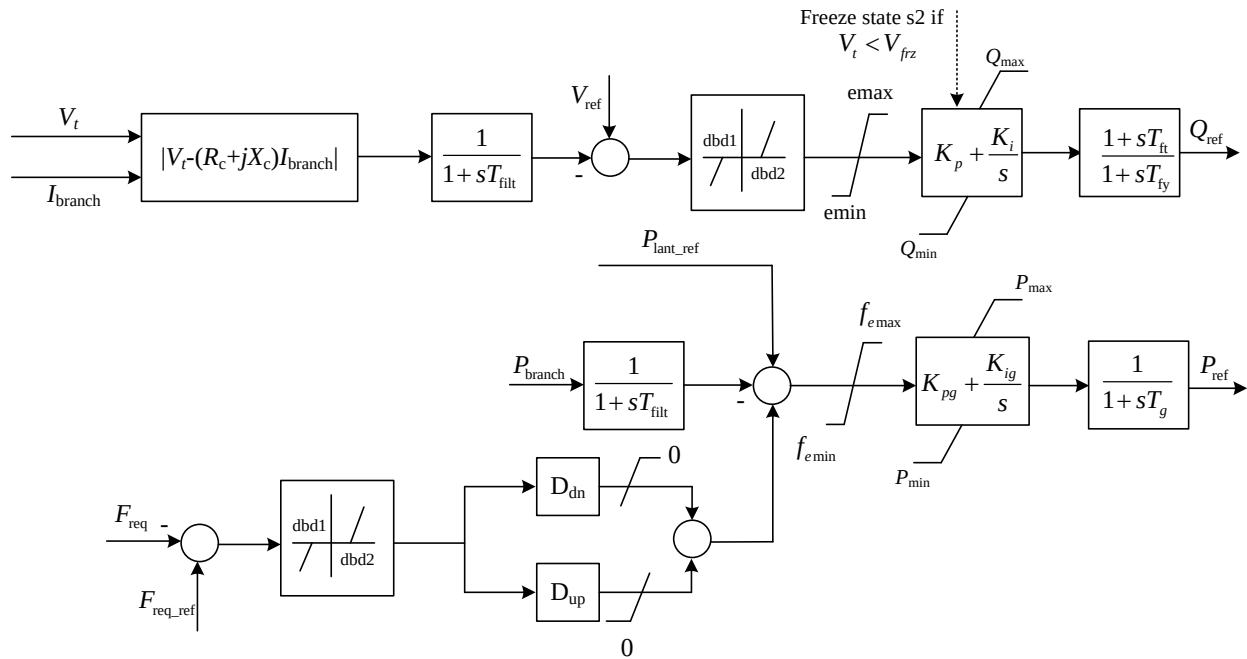 Freeze state s2 if
V_t < V_frz
Q_max
V_t
V_ref
emax
|V_t-(R_c+jX_c)I_branch|
1
1+sT_filt
-
dbd1
dbd2
K_p + K_i
s
1+sT_ft
1+sT_fy
Q_ref
I_branch
emin
Q_min
P_lant_ref
P_max
f_emax
P_branch
1
1+sT_filt
-
K_pg + K_ig
s
1
1+sT_g
P_ref
f_emin
P_min
D_dn
0
F_req
-
dbd1
dbd2
D_up
F_req_ref
0